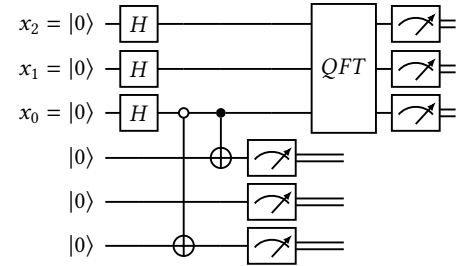 x₂ = |0⟩ H
x₁ = |0⟩ H QFT
x₀ = |0⟩ H
|0⟩
|0⟩
|0⟩